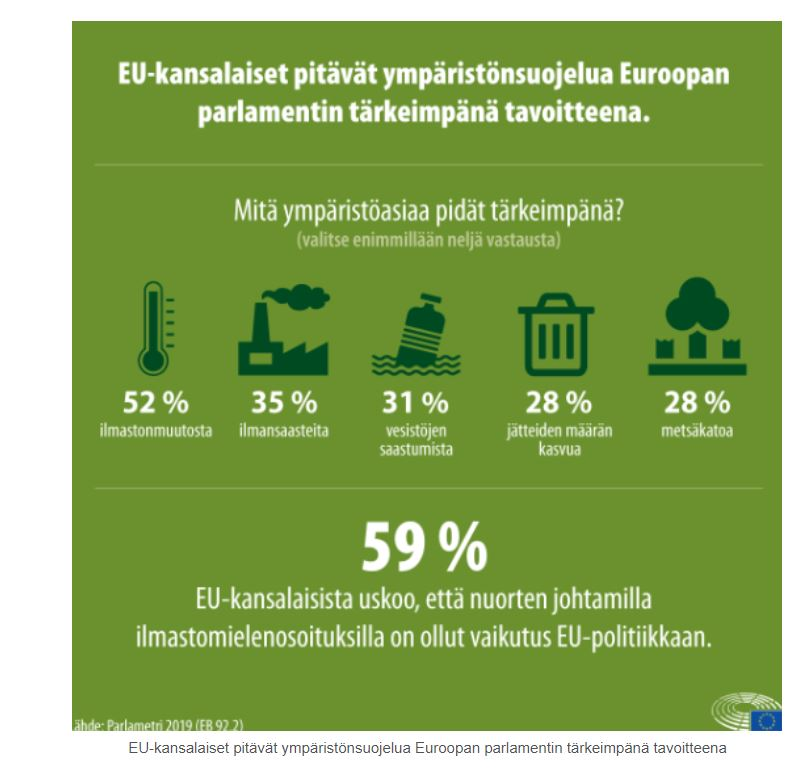 EU-kansalaiset pitävät ympäristönsuojelua Euroopan
parlamentin tärkeimpänä tavoitteena.
Mitä ympäristöasiaa pidät tärkeimpänä?
(valitse enimmillään neljä vastausta)
52 %
ilmastonmuutosta
35 %
ilmansaasteita
31 %
vesistöjen
saastumista
28 %
jätteiden määrän
kasvua
28 %
metsäkatoa
59 %
EU-kansalaisista uskoo, että nuorten johtamilla
ilmastomielenosoituksilla on ollut vaikutus EU-politiikkaan.
ähde: Parlametri 2019 (EB 92.2)
EU-kansalaiset pitävät ympäristönsuojelua Euroopan parlamentin tärkeimpänä tavoitteena